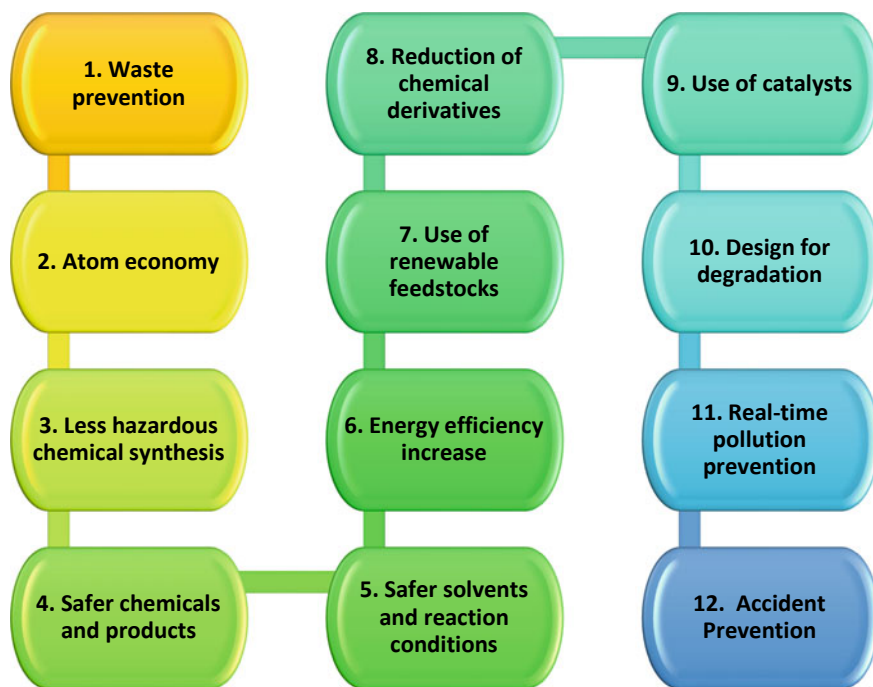 1. Waste
prevention
2. Atom economy
3. Less hazardous
chemical synthesis
4. Safer chemicals
and products
5. Safer solvents
and reaction
conditions
6. Energy efficiency
increase
7. Use of
renewable
feedstocks
8. Reduction of
chemical
derivatives
9. Use of catalysts
10. Design for
degradation
11. Real-time
pollution
prevention
12. Accident
Prevention